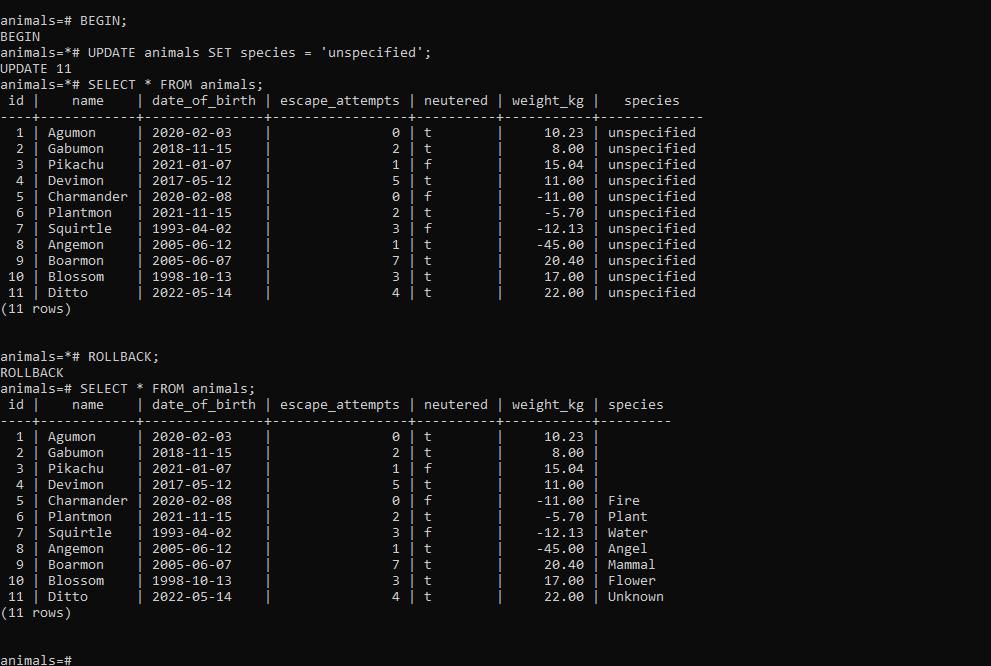 animals=# BEGIN;
BEGIN
animals=*# UPDATE animals SET species = 'unspecified';
UPDATE 11
animals=*# SELECT * FROM animals;
 id |    name    | date_of_birth | escape_attempts | neutered | weight_kg |   species
----+------------+---------------+-----------------+----------+-----------+-------------
  1 | Agumon     | 2020-02-03    |               0 | t        |     10.23 | unspecified
  2 | Gabumon    | 2018-11-15    |               2 | t        |      8.00 | unspecified
  3 | Pikachu    | 2021-01-07    |               1 | f        |     15.04 | unspecified
  4 | Devimon    | 2017-05-12    |               5 | t        |     11.00 | unspecified
  5 | Charmander | 2020-02-08    |               0 | f        |    -11.00 | unspecified
  6 | Plantmon   | 2021-11-15    |               2 | t        |     -5.70 | unspecified
  7 | Squirtle   | 1993-04-02    |               3 | f        |    -12.13 | unspecified
  8 | Angemon    | 2005-06-12    |               1 | t        |    -45.00 | unspecified
  9 | Boarmon    | 2005-06-07    |               7 | t        |     20.40 | unspecified
 10 | Blossom    | 1998-10-13    |               3 | t        |     17.00 | unspecified
 11 | Ditto      | 2022-05-14    |               4 | t        |     22.00 | unspecified
(11 rows)
animals=*# ROLLBACK;
ROLLBACK
animals=# SELECT * FROM animals;
 id |    name    | date_of_birth | escape_attempts | neutered | weight_kg | species
----+------------+---------------+-----------------+----------+-----------+---------
  1 | Agumon     | 2020-02-03    |               0 | t        |     10.23 |
  2 | Gabumon    | 2018-11-15    |               2 | t        |      8.00 |
  3 | Pikachu    | 2021-01-07    |               1 | f        |     15.04 |
  4 | Devimon    | 2017-05-12    |               5 | t        |     11.00 |
  5 | Charmander | 2020-02-08    |               0 | f        |    -11.00 | Fire
  6 | Plantmon   | 2021-11-15    |               2 | t        |     -5.70 | Plant
  7 | Squirtle   | 1993-04-02    |               3 | f        |    -12.13 | Water
  8 | Angemon    | 2005-06-12    |               1 | t        |    -45.00 | Angel
  9 | Boarmon    | 2005-06-07    |               7 | t        |     20.40 | Mammal
 10 | Blossom    | 1998-10-13    |               3 | t        |     17.00 | Flower
 11 | Ditto      | 2022-05-14    |               4 | t        |     22.00 | Unknown
(11 rows)
animals=#